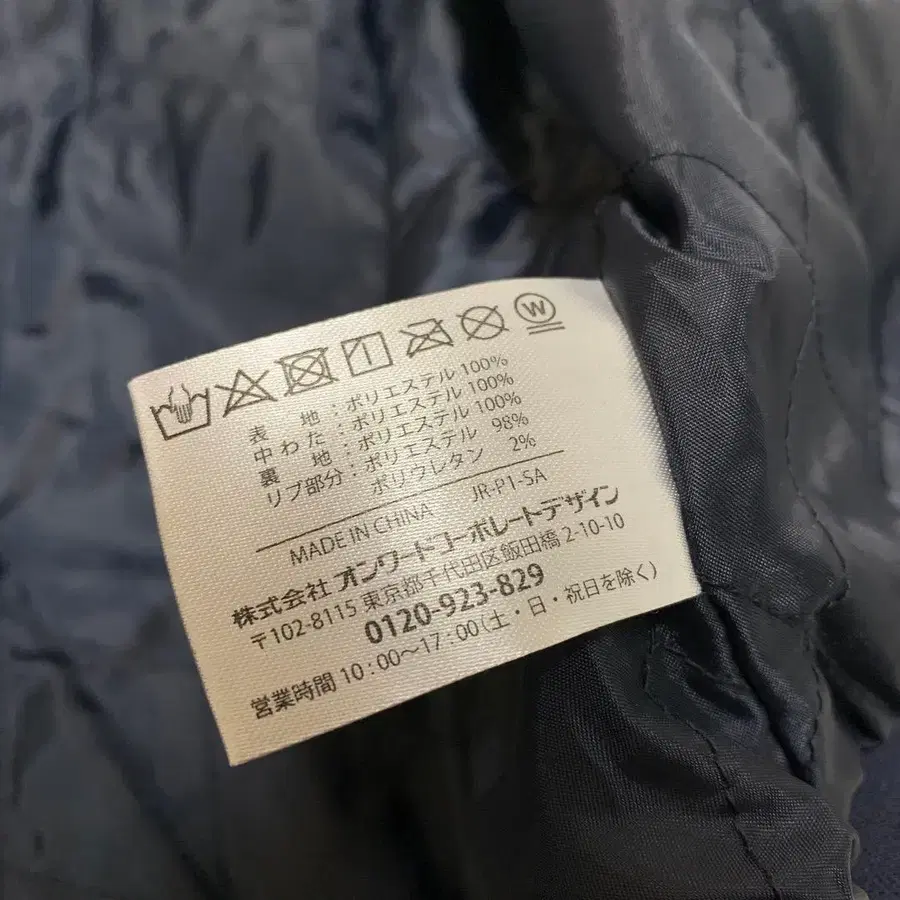 W
表 地：ポリエステル 100%
中わた：ポリエステル 100%
裏 地：ポリエステル 100%
リブ部分：ポリエステル 98%
ポリウレタン 2%
MADE IN CHINA JR-P1-SA
株式会社 オンワードコーポレートデザイン
〒102-8115 東京都千代田区飯田橋2-10-10
0120-923-829
営業時間 10：00～17：00（土・日・祝日を除く）